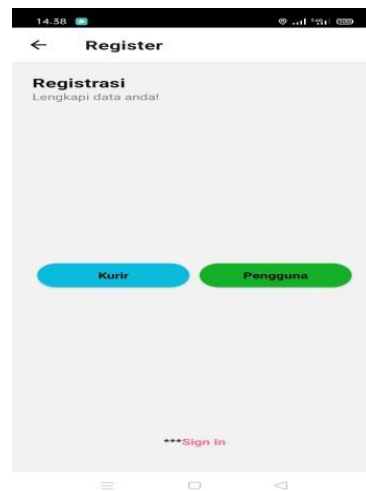 14.38
Register
Registrasi
Lengkapi data anda!
Kurir
Pengguna
***Sign In